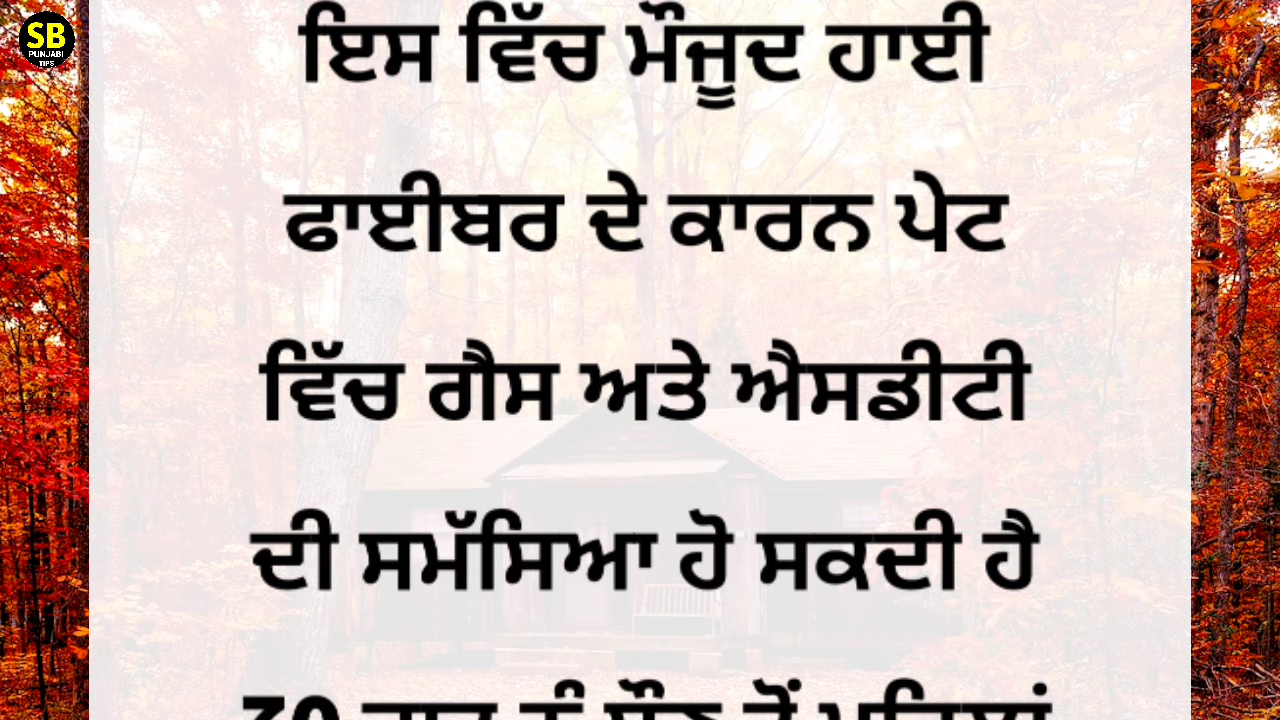 SB
PUNJABI
TIPS
ਇਸ ਵਿੱਚ ਮੌਜੂਦ ਹਾਈ
ਫਾਈਬਰ ਦੇ ਕਾਰਨ ਪੇਟ
ਵਿੱਚ ਗੈਸ ਅਤੇ ਐਸਡੀਟੀ
ਦੀ ਸਮੱਸਿਆ ਹੋ ਸਕਦੀ ਹੈ